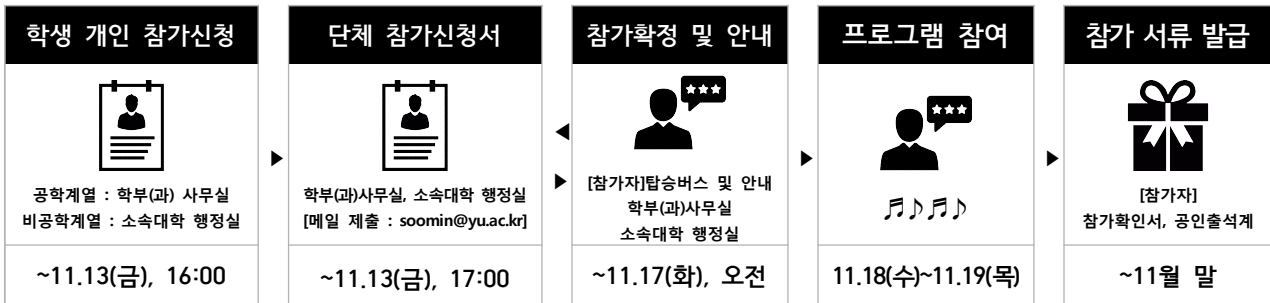 학생 개인 참가신청
공학계열 : 학부(과) 사무실
비공학계열 : 소속대학 행정실
~11.13(금), 16:00
단체 참가신청서
학부(과)사무실, 소속대학 행정실
[메일 제출 : soomin@yu.ac.kr]
~11.13(금), 17:00
참가확정 및 안내
[참가자]탑승버스 및 안내
학부(과)사무실
소속대학 행정실
~11.17(화), 오전
프로그램 참여
11.18(수)~11.19(목)
참가 서류 발급
[참가자]
참가확인서, 공인출석계
~11월 말